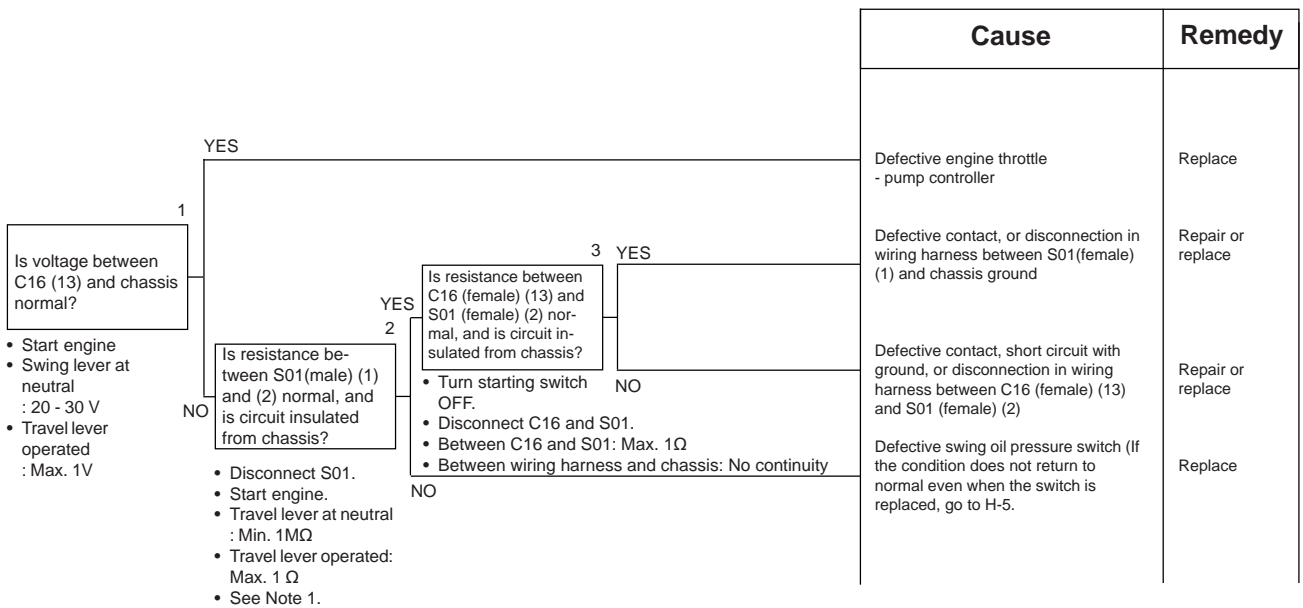 Cause
Remedy
YES
Defective engine throttle
- pump controller
Replace
1
Is voltage between
C16 (13) and chassis
normal?
• Start engine
• Swing lever at
neutral
: 20 - 30 V
• Travel lever
operated
: Max. 1V
NO
2
Is resistance be-
tween S01(male) (1)
and (2) normal, and
is circuit insulated
from chassis?
• Disconnect S01.
• Start engine.
• Travel lever at neutral
: Min. 1MΩ
• Travel lever operated:
Max. 1 Ω
• See Note 1.
YES
3
Is resistance between
C16 (female) (13) and
S01 (female) (2) nor-
mal, and is circuit in-
sulated from chassis?
• Turn starting switch
OFF.
• Disconnect C16 and S01.
• Between C16 and S01: Max. 1Ω
• Between wiring harness and chassis: No continuity
YES
Defective contact, or disconnection in
wiring harness between S01(female)
(1) and chassis ground
Repair or
replace
NO
Defective contact, short circuit with
ground, or disconnection in wiring
harness between C16 (female) (13)
and S01 (female) (2)
Repair or
replace
NO
Defective swing oil pressure switch (If
the condition does not return to
normal even when the switch is
replaced, go to H-5.
Replace